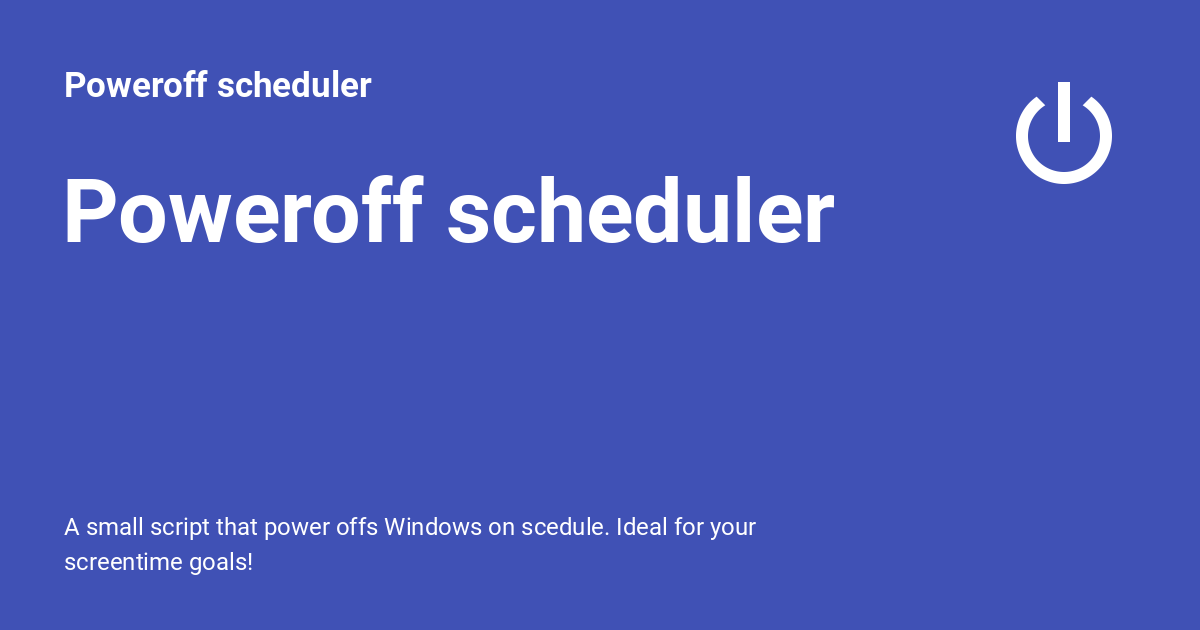 Poweroff scheduler
Poweroff scheduler
A small script that power offs Windows on scedule. Ideal for your
screentime goals!